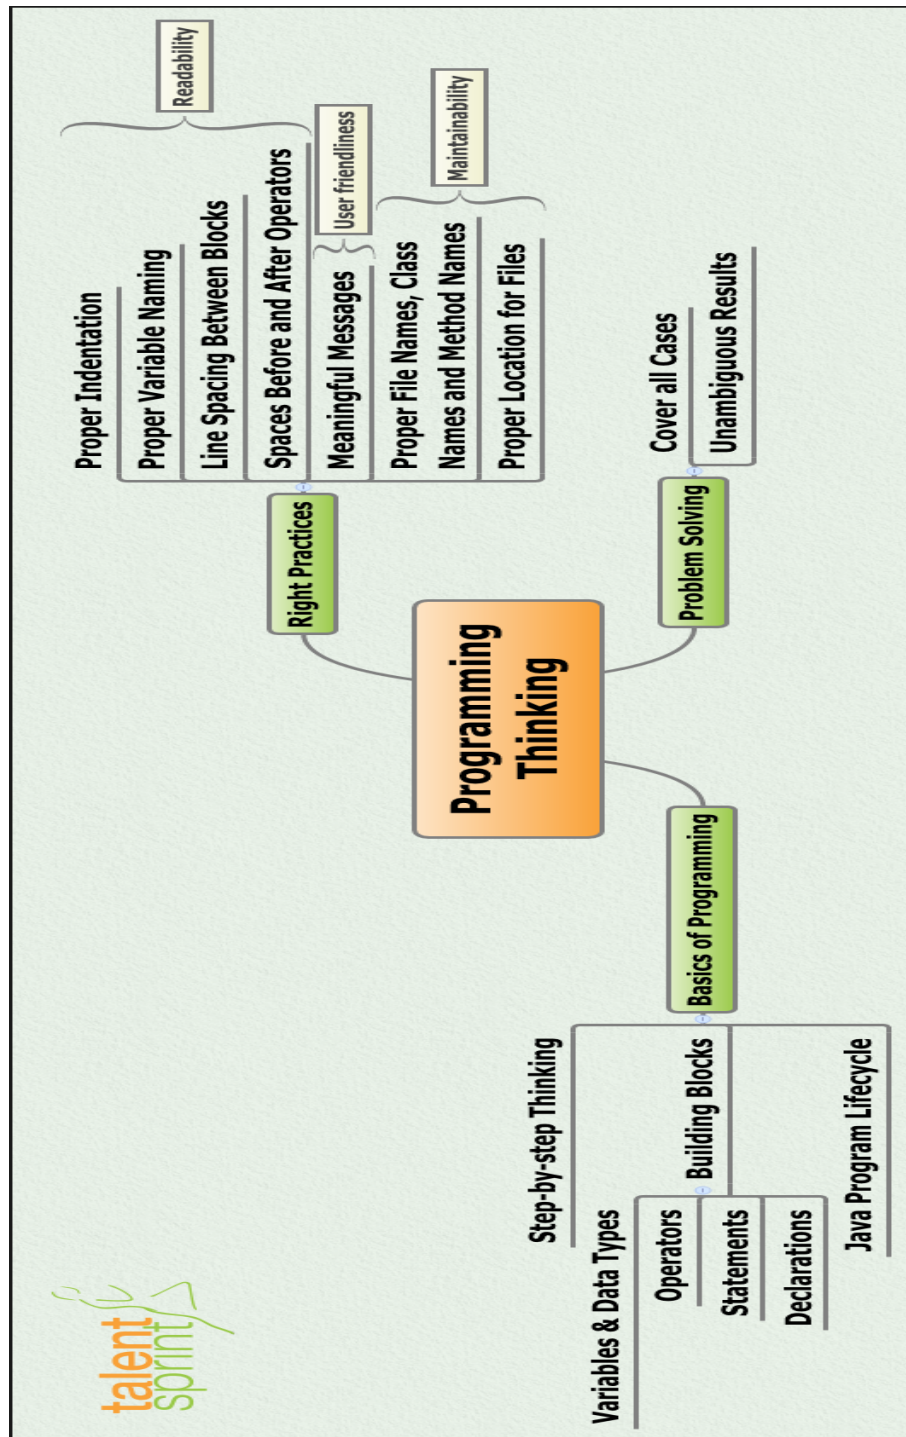 talent
sprint
Programming
Thinking
Right Practices
Proper Indentation
Proper Variable Naming
Line Spacing Between Blocks
Spaces Before and After Operators
Readability
Meaningful Messages
User friendliness
Proper File Names, Class
Names and Method Names
Proper Location for Files
Maintainability
Problem Solving
Cover all Cases
Unambiguous Results
Basics of Programming
Step-by-step Thinking
Building Blocks
Variables & Data Types
Operators
Statements
Declarations
Java Program Lifecycle